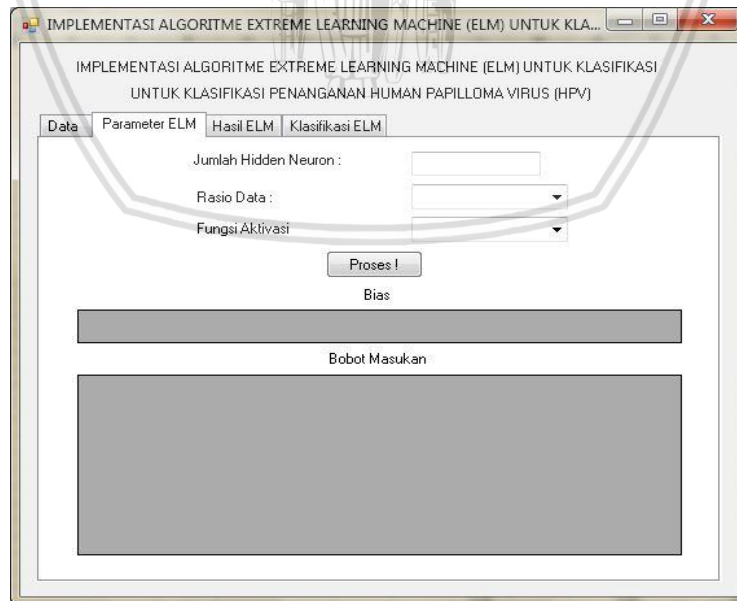 IMPLEMENTASI ALGORITME EXTREME LEARNING MACHINE (ELM) UNTUK KLA...
IMPLEMENTASI ALGORITME EXTREME LEARNING MACHINE (ELM) UNTUK KLASIFIKASI
UNTUK KLASIFIKASI PENANGANAN HUMAN PAPILLOMA VIRUS (HPV)
Data Parameter ELM Hasil ELM Klasifikasi ELM
Jumlah Hidden Neuron :
Rasio Data :
Fungsi Aktivasi
Proses !
Bias
Bobot Masukan